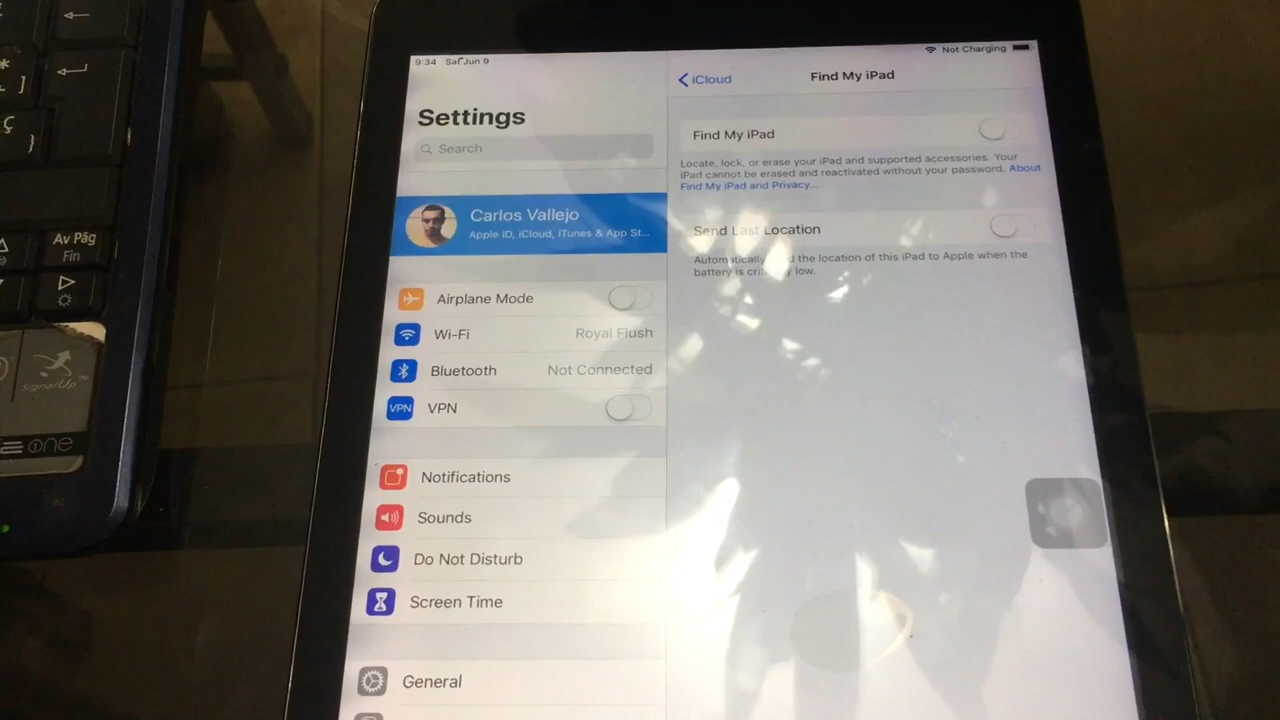 9:34 Sat Jun 9
Not Charging
Settings
Search
Carlos Vallejo
Apple ID, iCloud, iTunes & App St...
Airplane Mode
Wi-Fi Royal Flush
Bluetooth Not Connected
VPN VPN
Notifications
Sounds
Do Not Disturb
Screen Time
General
iCloud
Find My iPad
Find My iPad
Locate, lock, or erase your iPad and supported accessories. Your
iPad cannot be erased and reactivated without your password. About
Find My iPad and Privacy...
Send Last Location
Automatically the location of this iPad to Apple when the
battery is low.
*
]
Ç
}
Av Pág
Fin
SignalUp™
one